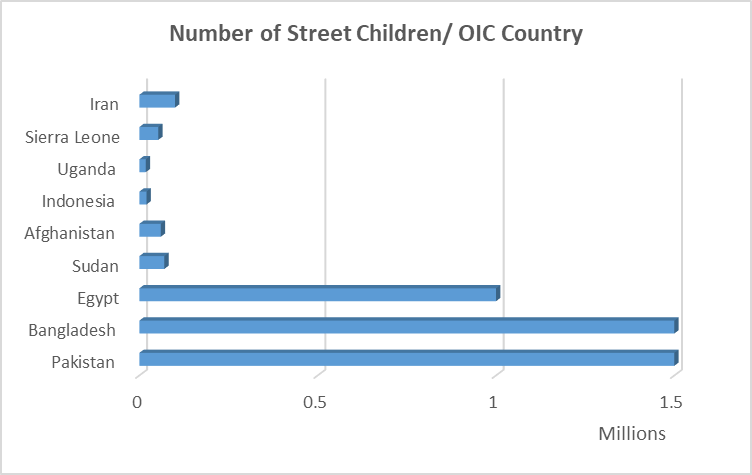 Number of Street Children/ OIC Country
Iran
Sierra Leone
Uganda
Indonesia
Afghanistan
Sudan
Egypt
Bangladesh
Pakistan
0 0.5 1 1.5
Millions